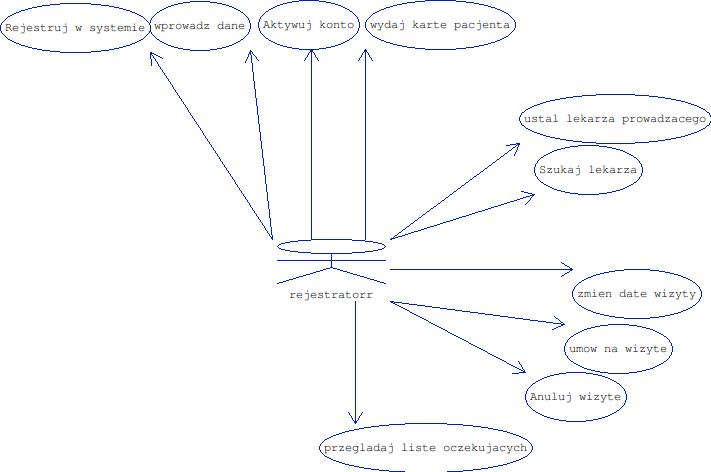 Rejestruj w systemie
wprowadz dane
Aktywuj konto
wydaj karte pacjenta
ustal lekarza prowadzacego
Szukaj lekarza
rejestratorr
zmien date wizyty
umow na wizyte
Anuluj wizyte
przegladaj liste oczekujacych